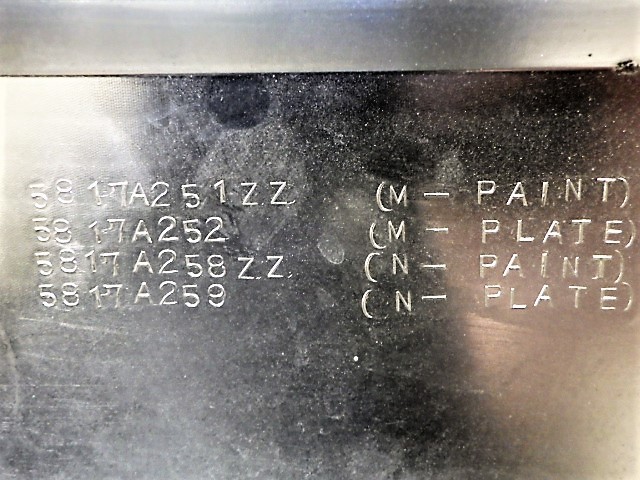 5817A251ZZ (M - PAINT)
5817A252 (M - PLATE)
5817A258ZZ (N - PAINT)
5817A259 (N - PLATE)